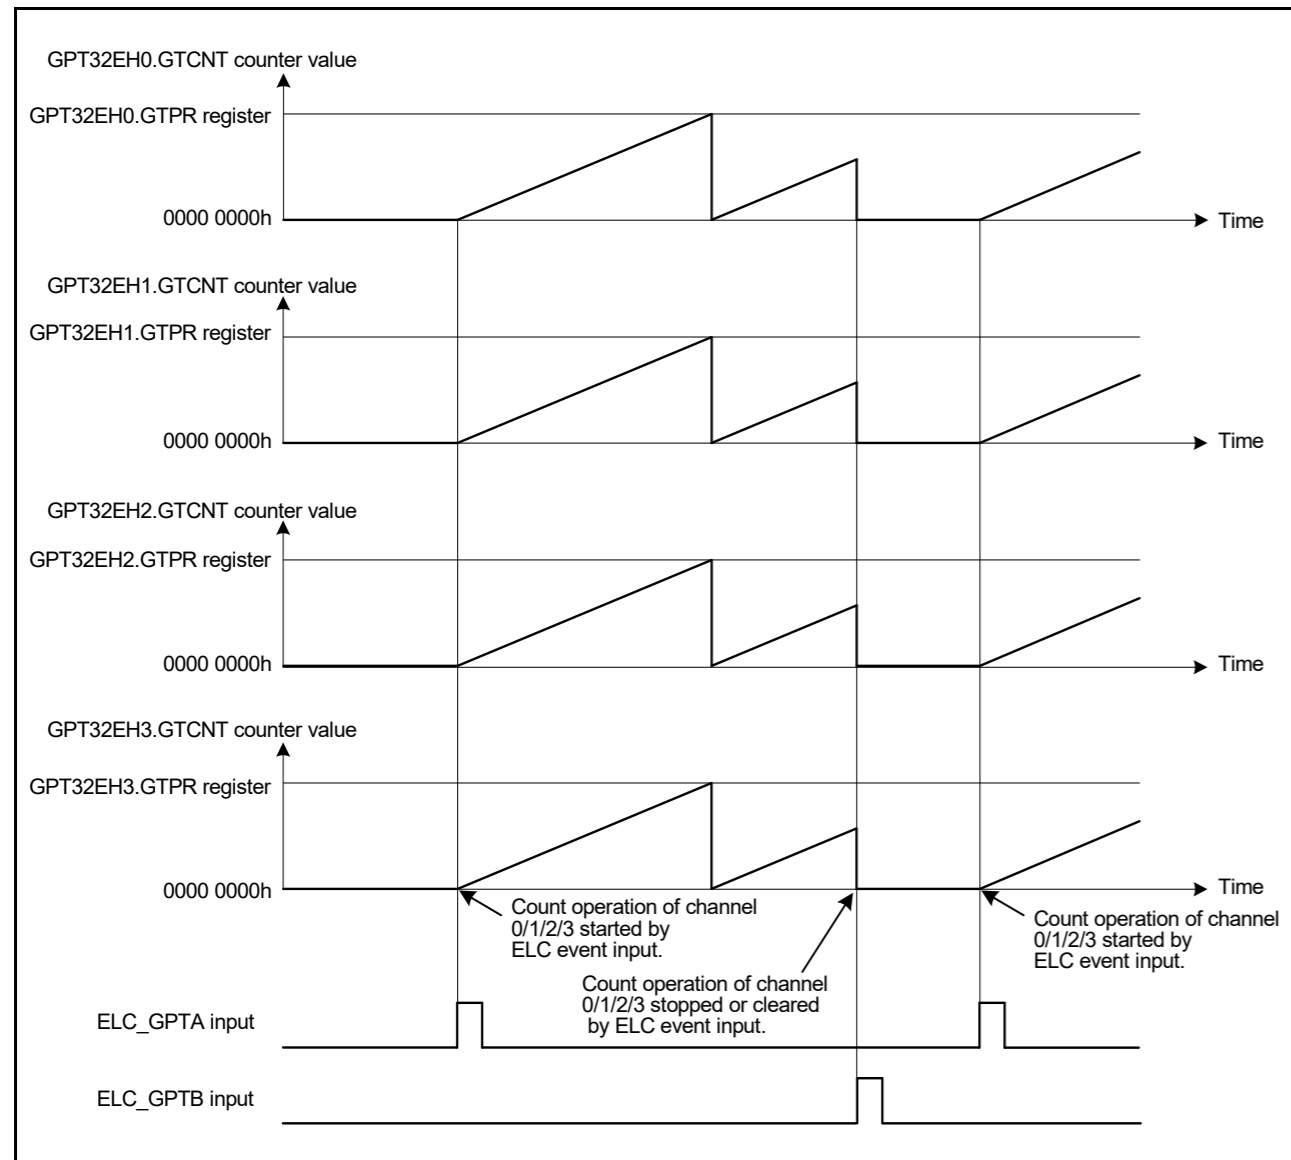 GPT32EH0.GTCNT counter value
GPT32EH0.GTPR register
0000 0000h
Time
GPT32EH1.GTCNT counter value
GPT32EH1.GTPR register
0000 0000h
Time
GPT32EH2.GTCNT counter value
GPT32EH2.GTPR register
0000 0000h
Time
GPT32EH3.GTCNT counter value
GPT32EH3.GTPR register
0000 0000h
Time
Count operation of channel
0/1/2/3 started by
ELC event input.
Count operation of channel
0/1/2/3 stopped or cleared
by ELC event input.
Count operation of channel
0/1/2/3 started by
ELC event input.
ELC_GPTA input
ELC_GPTB input